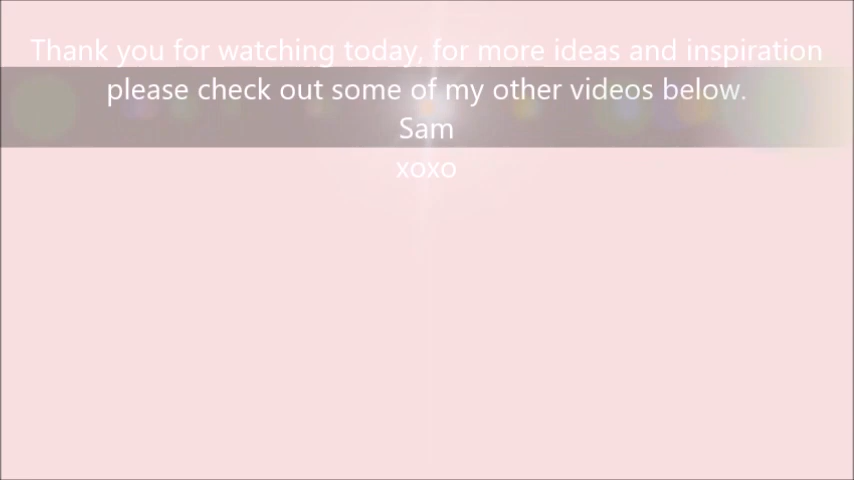 Thank you for watching today, for more ideas and inspiration
please check out some of my other videos below.
Sam
xoxo